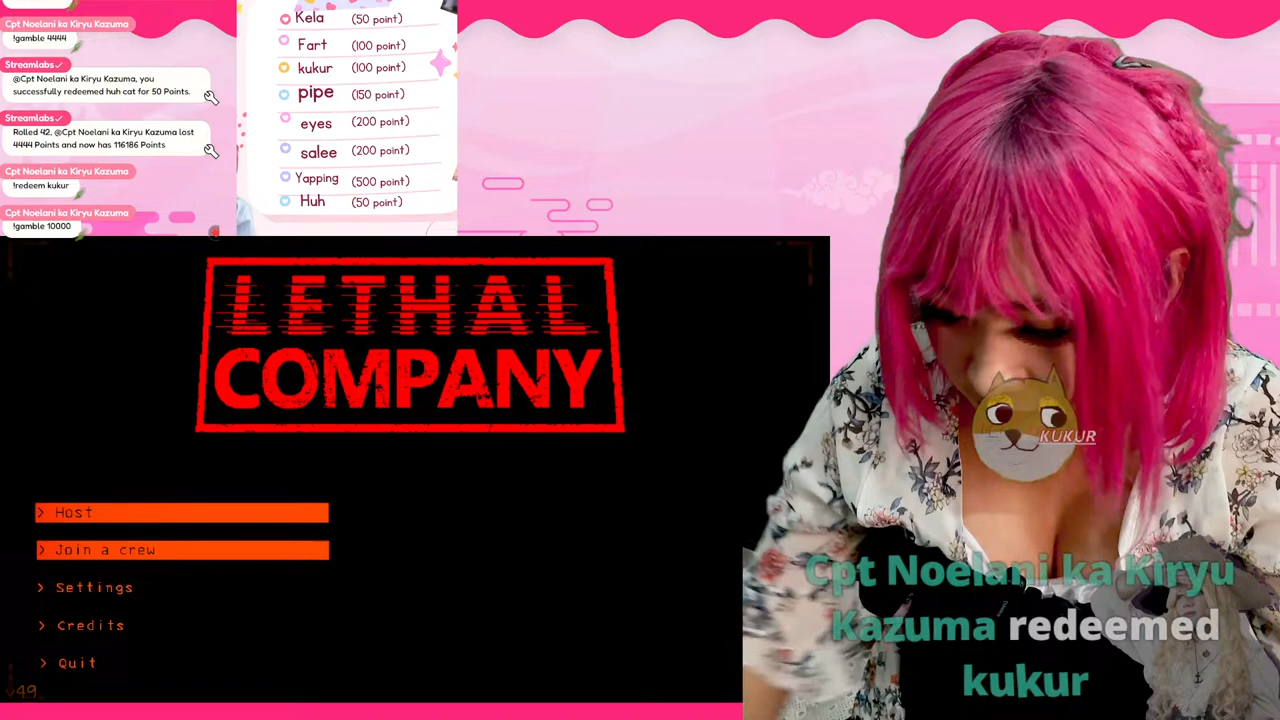 Cpt Noelani ka Kiryu Kazuma
!gamble 4444
Streamlabs
@Cpt Noelani ka Kiryu Kazuma, you
successfully redeemed huh cat for 50 Points.
Streamlabs
Rolled 42, @Cpt Noelani ka Kiryu Kazuma lost
4444 Points and now has 116186 Points
Cpt Noelani ka Kiryu Kazuma
!redeem kukur
Cpt Noelani ka Kiryu Kazuma
!gamble 10000
Kela (50 point)
Fart (100 point)
kukur (100 point)
pipe (150 point)
eyes (200 point)
salee (200 point)
Yapping (500 point)
Huh (50 point)
LETHAL
COMPANY
> Host
> Join a crew
> Settings
> Credits
> Quit
v49
KUKUR
Cpt Noelani ka Kiryu
Kazuma redeemed
kukur